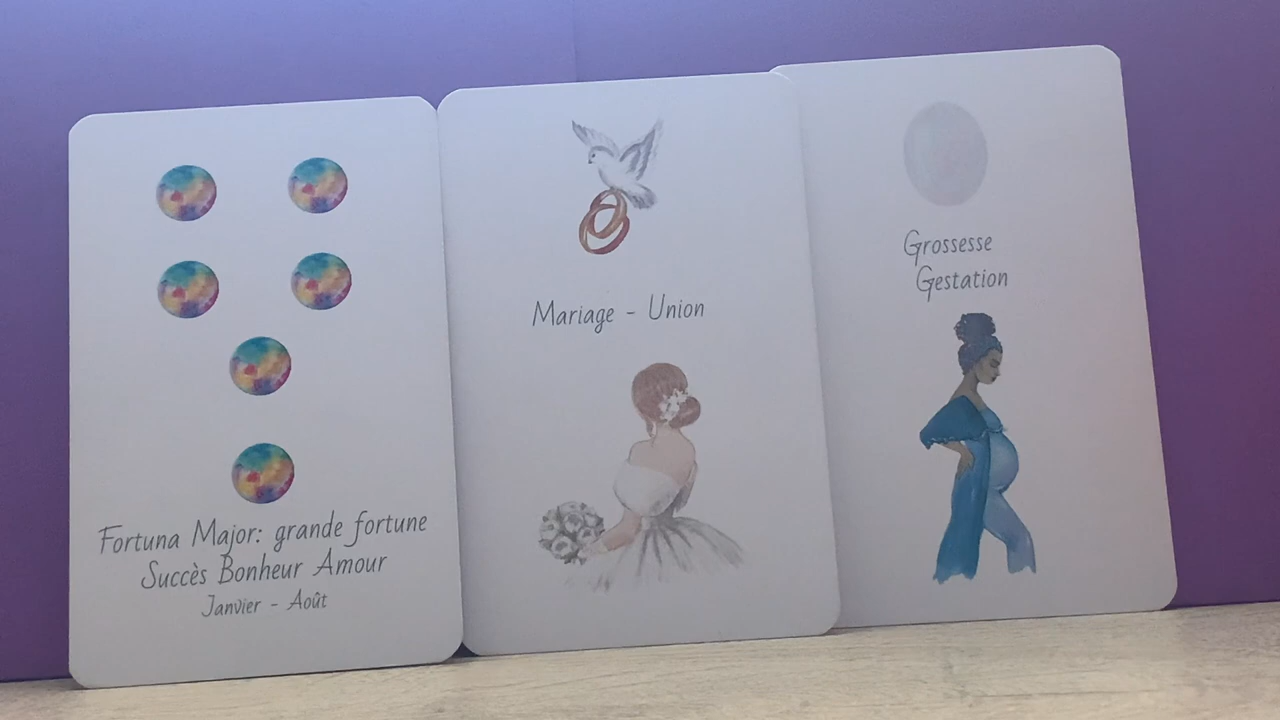 Fortuna Major: grande fortune
Succès Bonheur Amour
Janvier - Août
Mariage - Union
Grossesse
Gestation